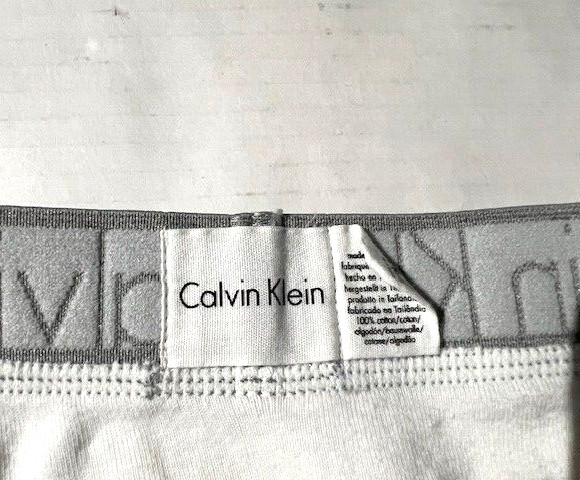 Calvin Klein
made
fabriqué
hecho en
hergestellt in
prodotto in Tailan
fabricado na Tailândia
100% cotton/coton/
algodón/baumwolle/
cotone/algodão